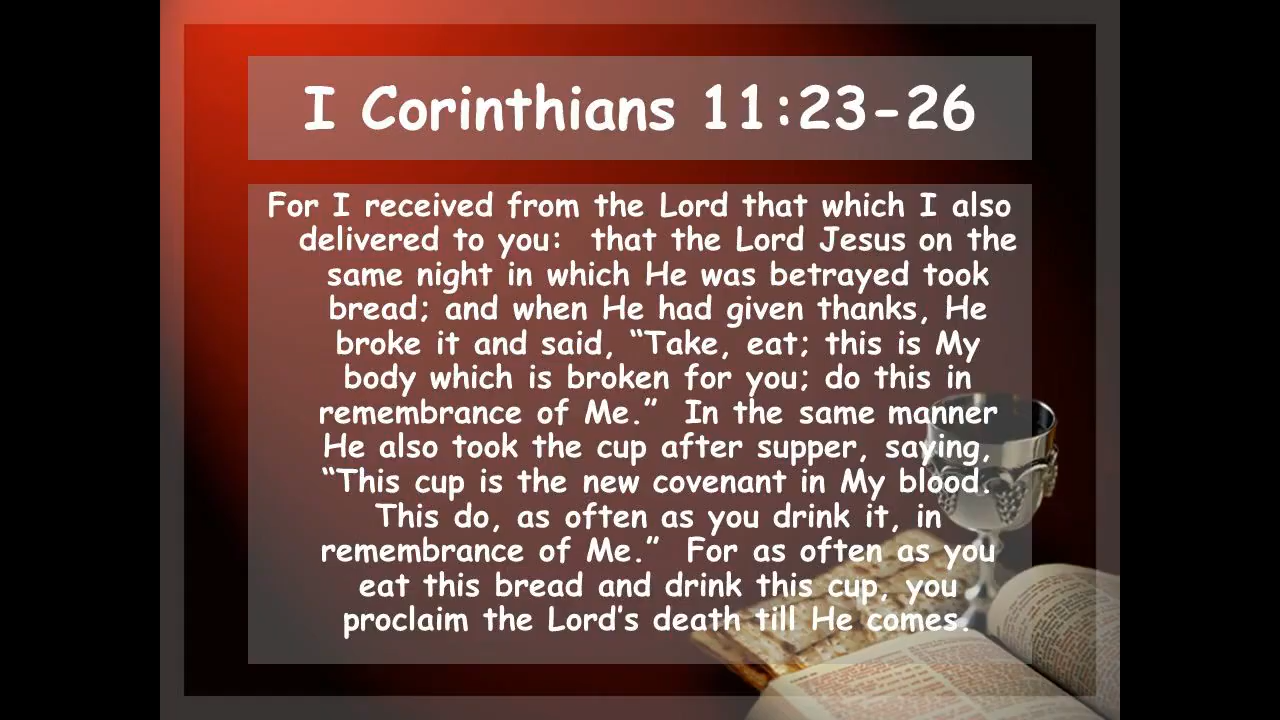 I Corinthians 11:23-26
For I received from the Lord that which I also
delivered to you:  that the Lord Jesus on the
same night in which He was betrayed took
bread; and when He had given thanks, He
broke it and said, “Take, eat; this is My
body which is broken for you; do this in
remembrance of Me.”  In the same manner
He also took the cup after supper, saying,
“This cup is the new covenant in My blood.
This do, as often as you drink it, in
remembrance of Me.”  For as often as you
eat this bread and drink this cup, you
proclaim the Lord’s death till He comes.